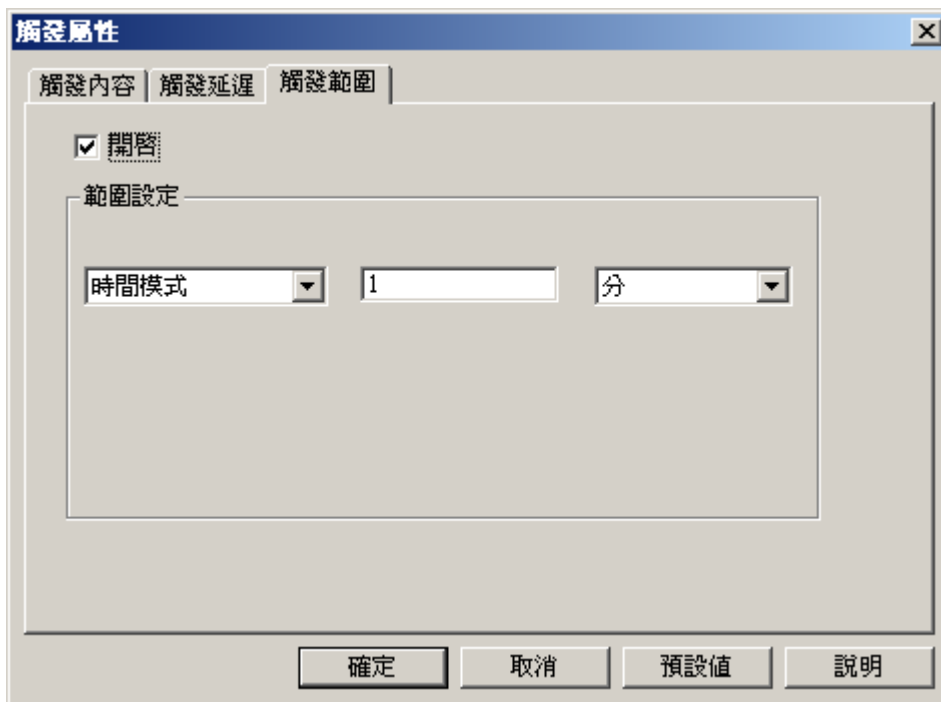 觸發屬性
觸發內容 觸發延遲 觸發範圍
開啓
範圍設定
時間模式 1 分
確定 取消 預設值 說明